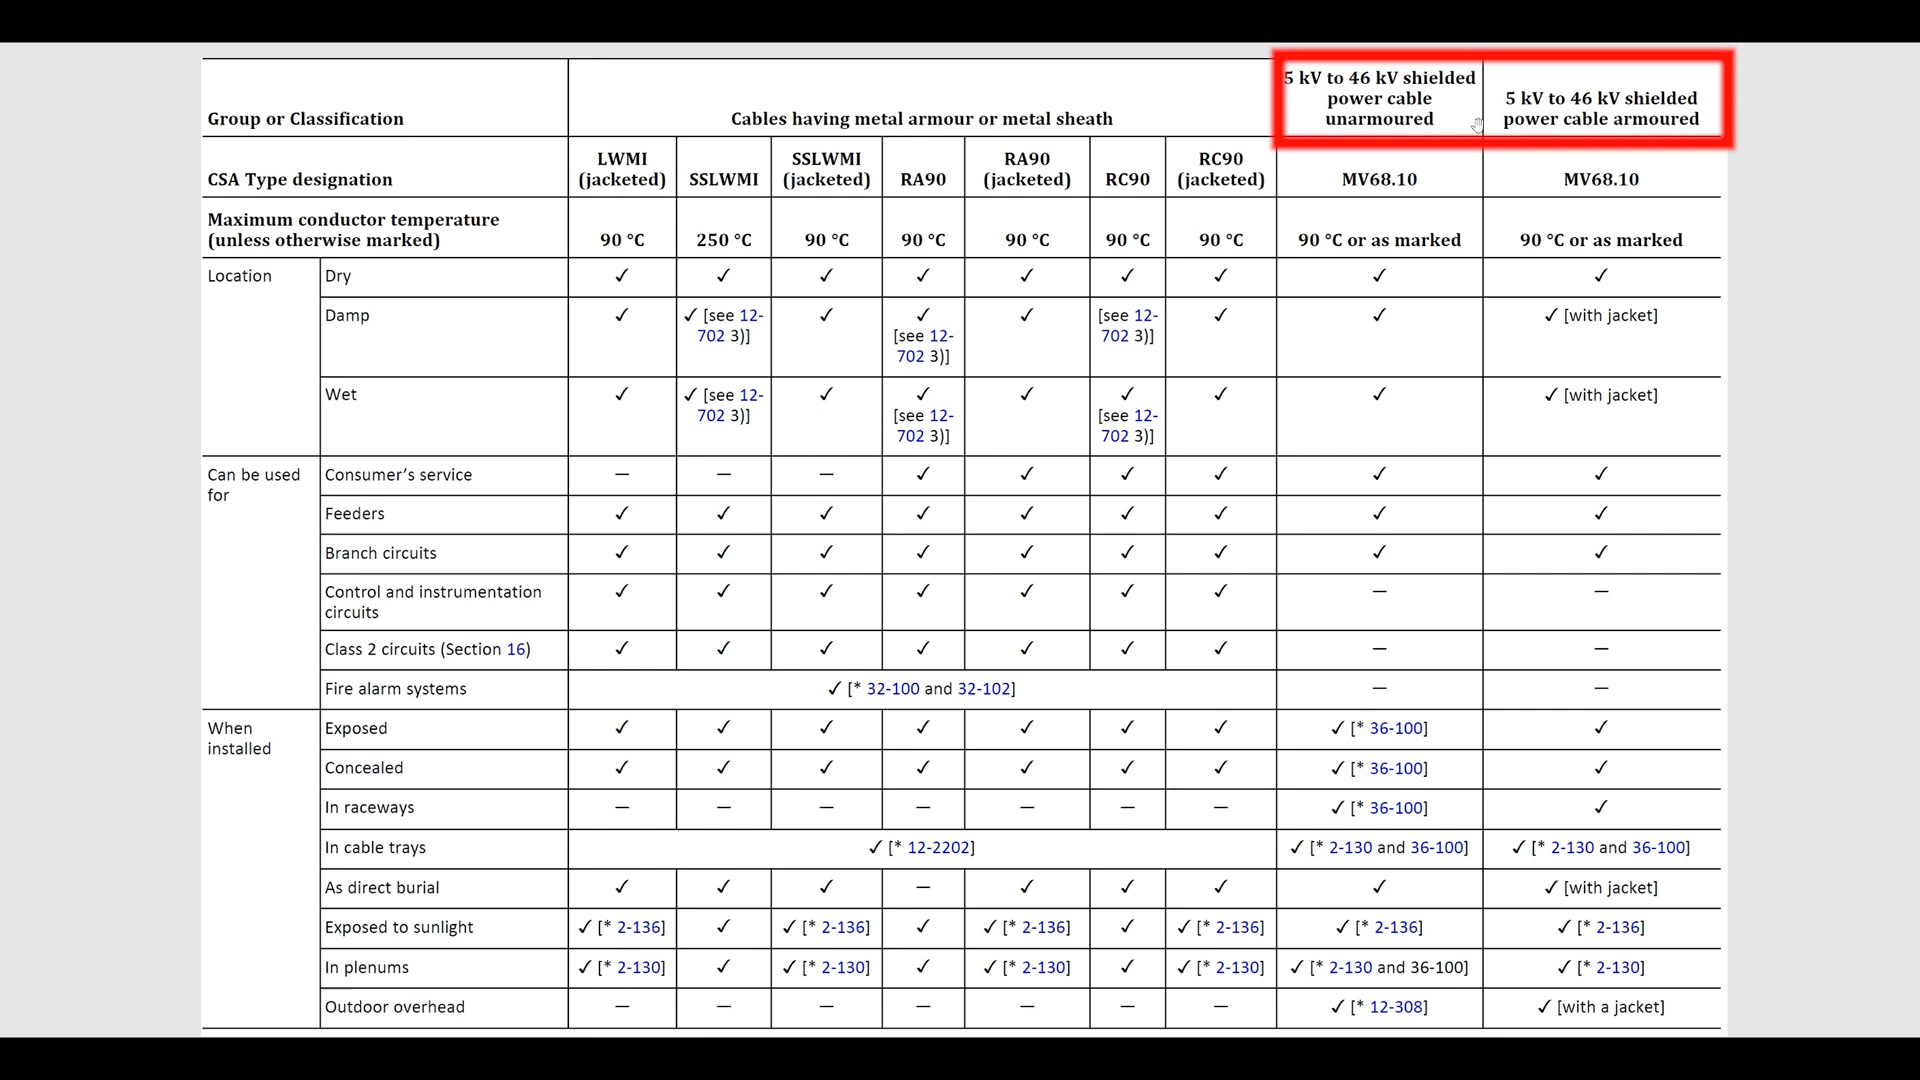 Group or Classification
Cables having metal armour or metal sheath
5 kV to 46 kV shielded
power cable
unarmoured
5 kV to 46 kV shielded
power cable armoured
CSA Type designation
LWMI
(jacketed)
SSLWMI
SSLWMI
(jacketed)
RA90
RA90
(jacketed)
RC90
RC90
(jacketed)
MV68.10
MV68.10
Maximum conductor temperature
(unless otherwise marked)
90 °C
250 °C
90 °C
90 °C
90 °C
90 °C
90 °C
90 °C or as marked
90 °C or as marked
Location
Dry
✓
✓
✓
✓
✓
✓
✓
✓
✓
Damp
✓
✓ [see 12-
702 3)]
✓
✓
[see 12-
702 3)]
✓
[see 12-
702 3)]
✓
✓
✓ [with jacket]
Wet
✓
✓ [see 12-
702 3)]
✓
✓
[see 12-
702 3)]
✓
✓
[see 12-
702 3)]
✓
✓
✓ [with jacket]
Can be used
for
Consumer’s service
—
—
—
✓
✓
✓
✓
✓
✓
Feeders
✓
✓
✓
✓
✓
✓
✓
✓
✓
Branch circuits
✓
✓
✓
✓
✓
✓
✓
✓
✓
Control and instrumentation
circuits
✓
✓
✓
✓
✓
✓
✓
—
—
Class 2 circuits (Section 16)
✓
✓
✓
✓
✓
✓
✓
—
—
Fire alarm systems
✓ [* 32-100 and 32-102]
—
—
When
installed
Exposed
✓
✓
✓
✓
✓
✓
✓
✓ [* 36-100]
✓
Concealed
✓
✓
✓
✓
✓
✓
✓
✓ [* 36-100]
✓
In raceways
—
—
—
—
—
—
—
✓ [* 36-100]
✓
In cable trays
✓ [* 12-2202]
✓ [* 2-130 and 36-100]
✓ [* 2-130 and 36-100]
As direct burial
✓
✓
✓
—
✓
✓
✓
✓
✓ [with jacket]
Exposed to sunlight
✓ [* 2-136]
✓
✓ [* 2-136]
✓
✓ [* 2-136]
✓
✓ [* 2-136]
✓ [* 2-136]
✓ [* 2-136]
In plenums
✓ [* 2-130]
✓
✓ [* 2-130]
✓
✓ [* 2-130]
✓
✓ [* 2-130]
✓ [* 2-130 and 36-100]
✓ [* 2-130]
Outdoor overhead
—
—
—
—
—
—
—
✓ [* 12-308]
✓ [with a jacket]